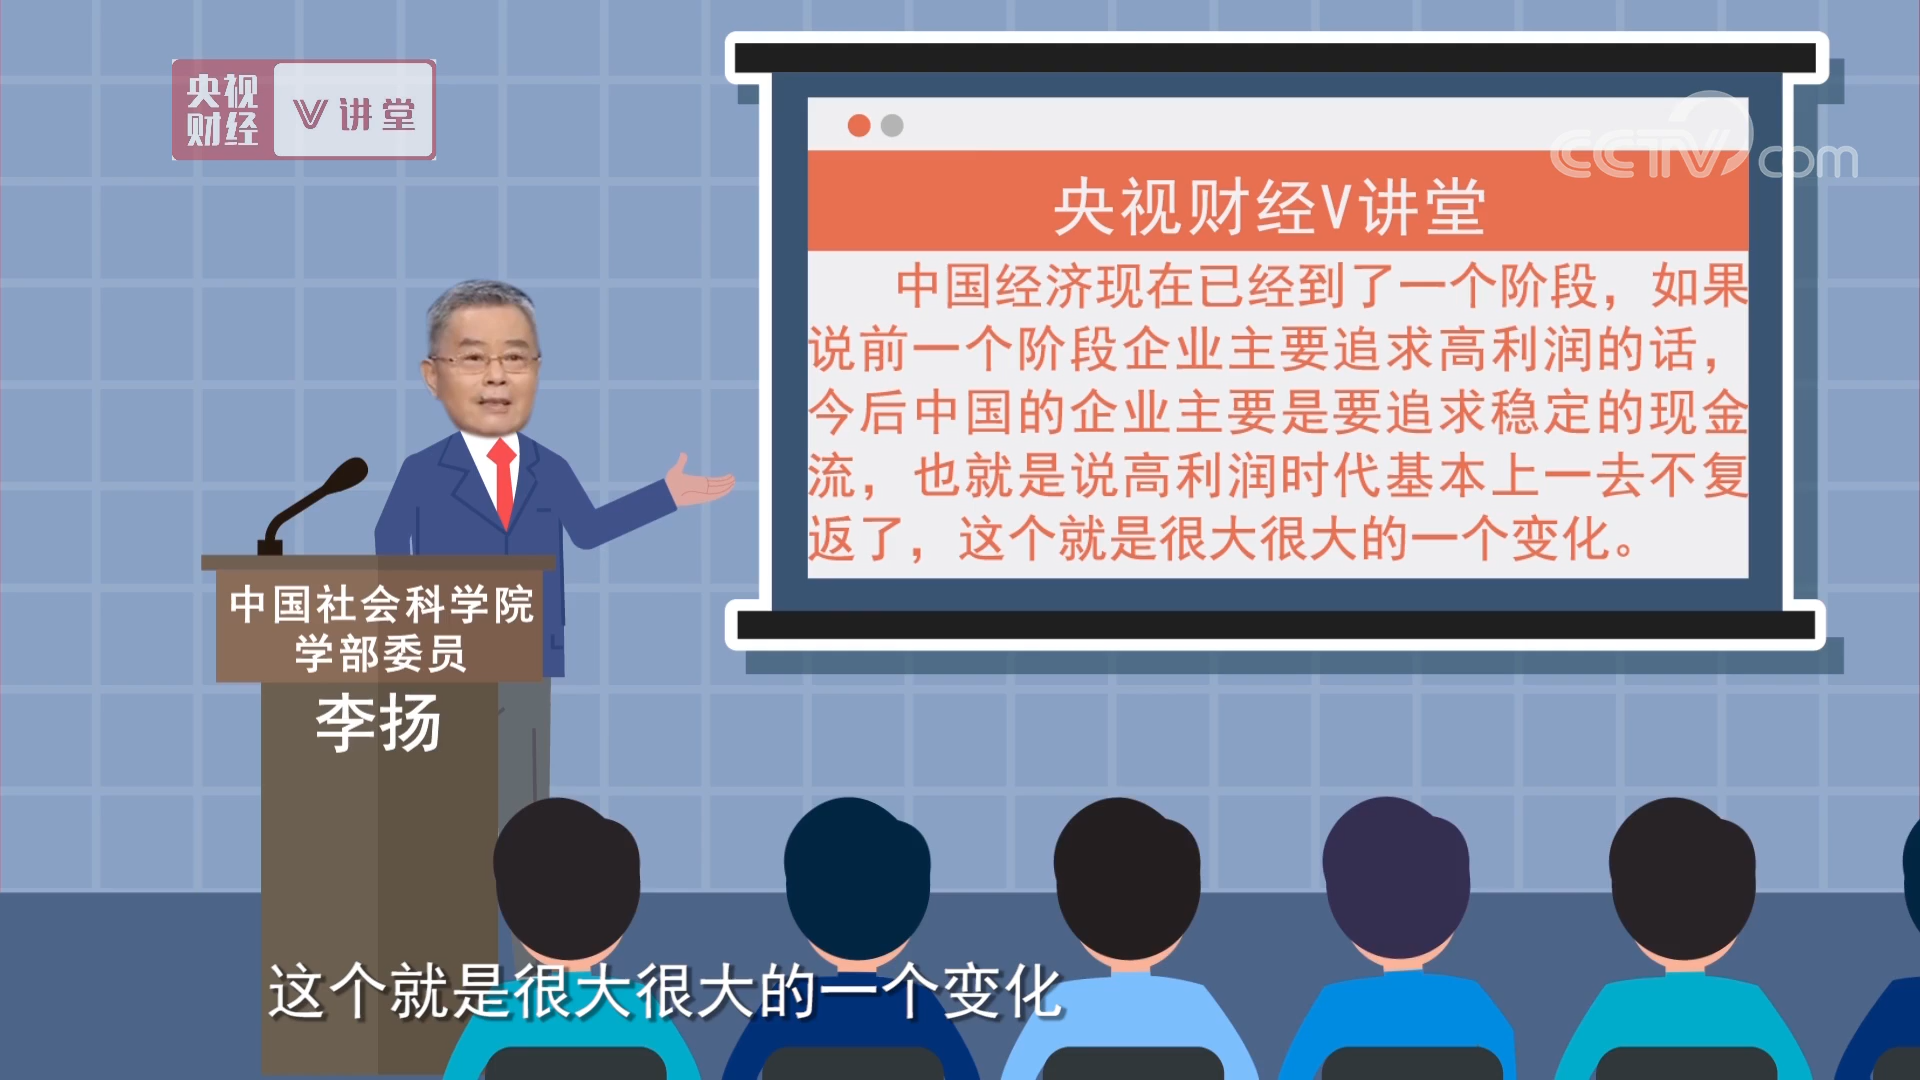 央视
财经
V讲堂
CCTV.com
央视财经V讲堂
中国经济现在已经到了一个阶段，如果
说前一个阶段企业主要追求高利润的话，
今后中国的企业主要是要追求稳定的现金
流，也就是说高利润时代基本上一去不复
返了，这个就是很大很大的一个变化。
中国社会科学院
学部委员
李扬
这个就是很大很大的一个变化